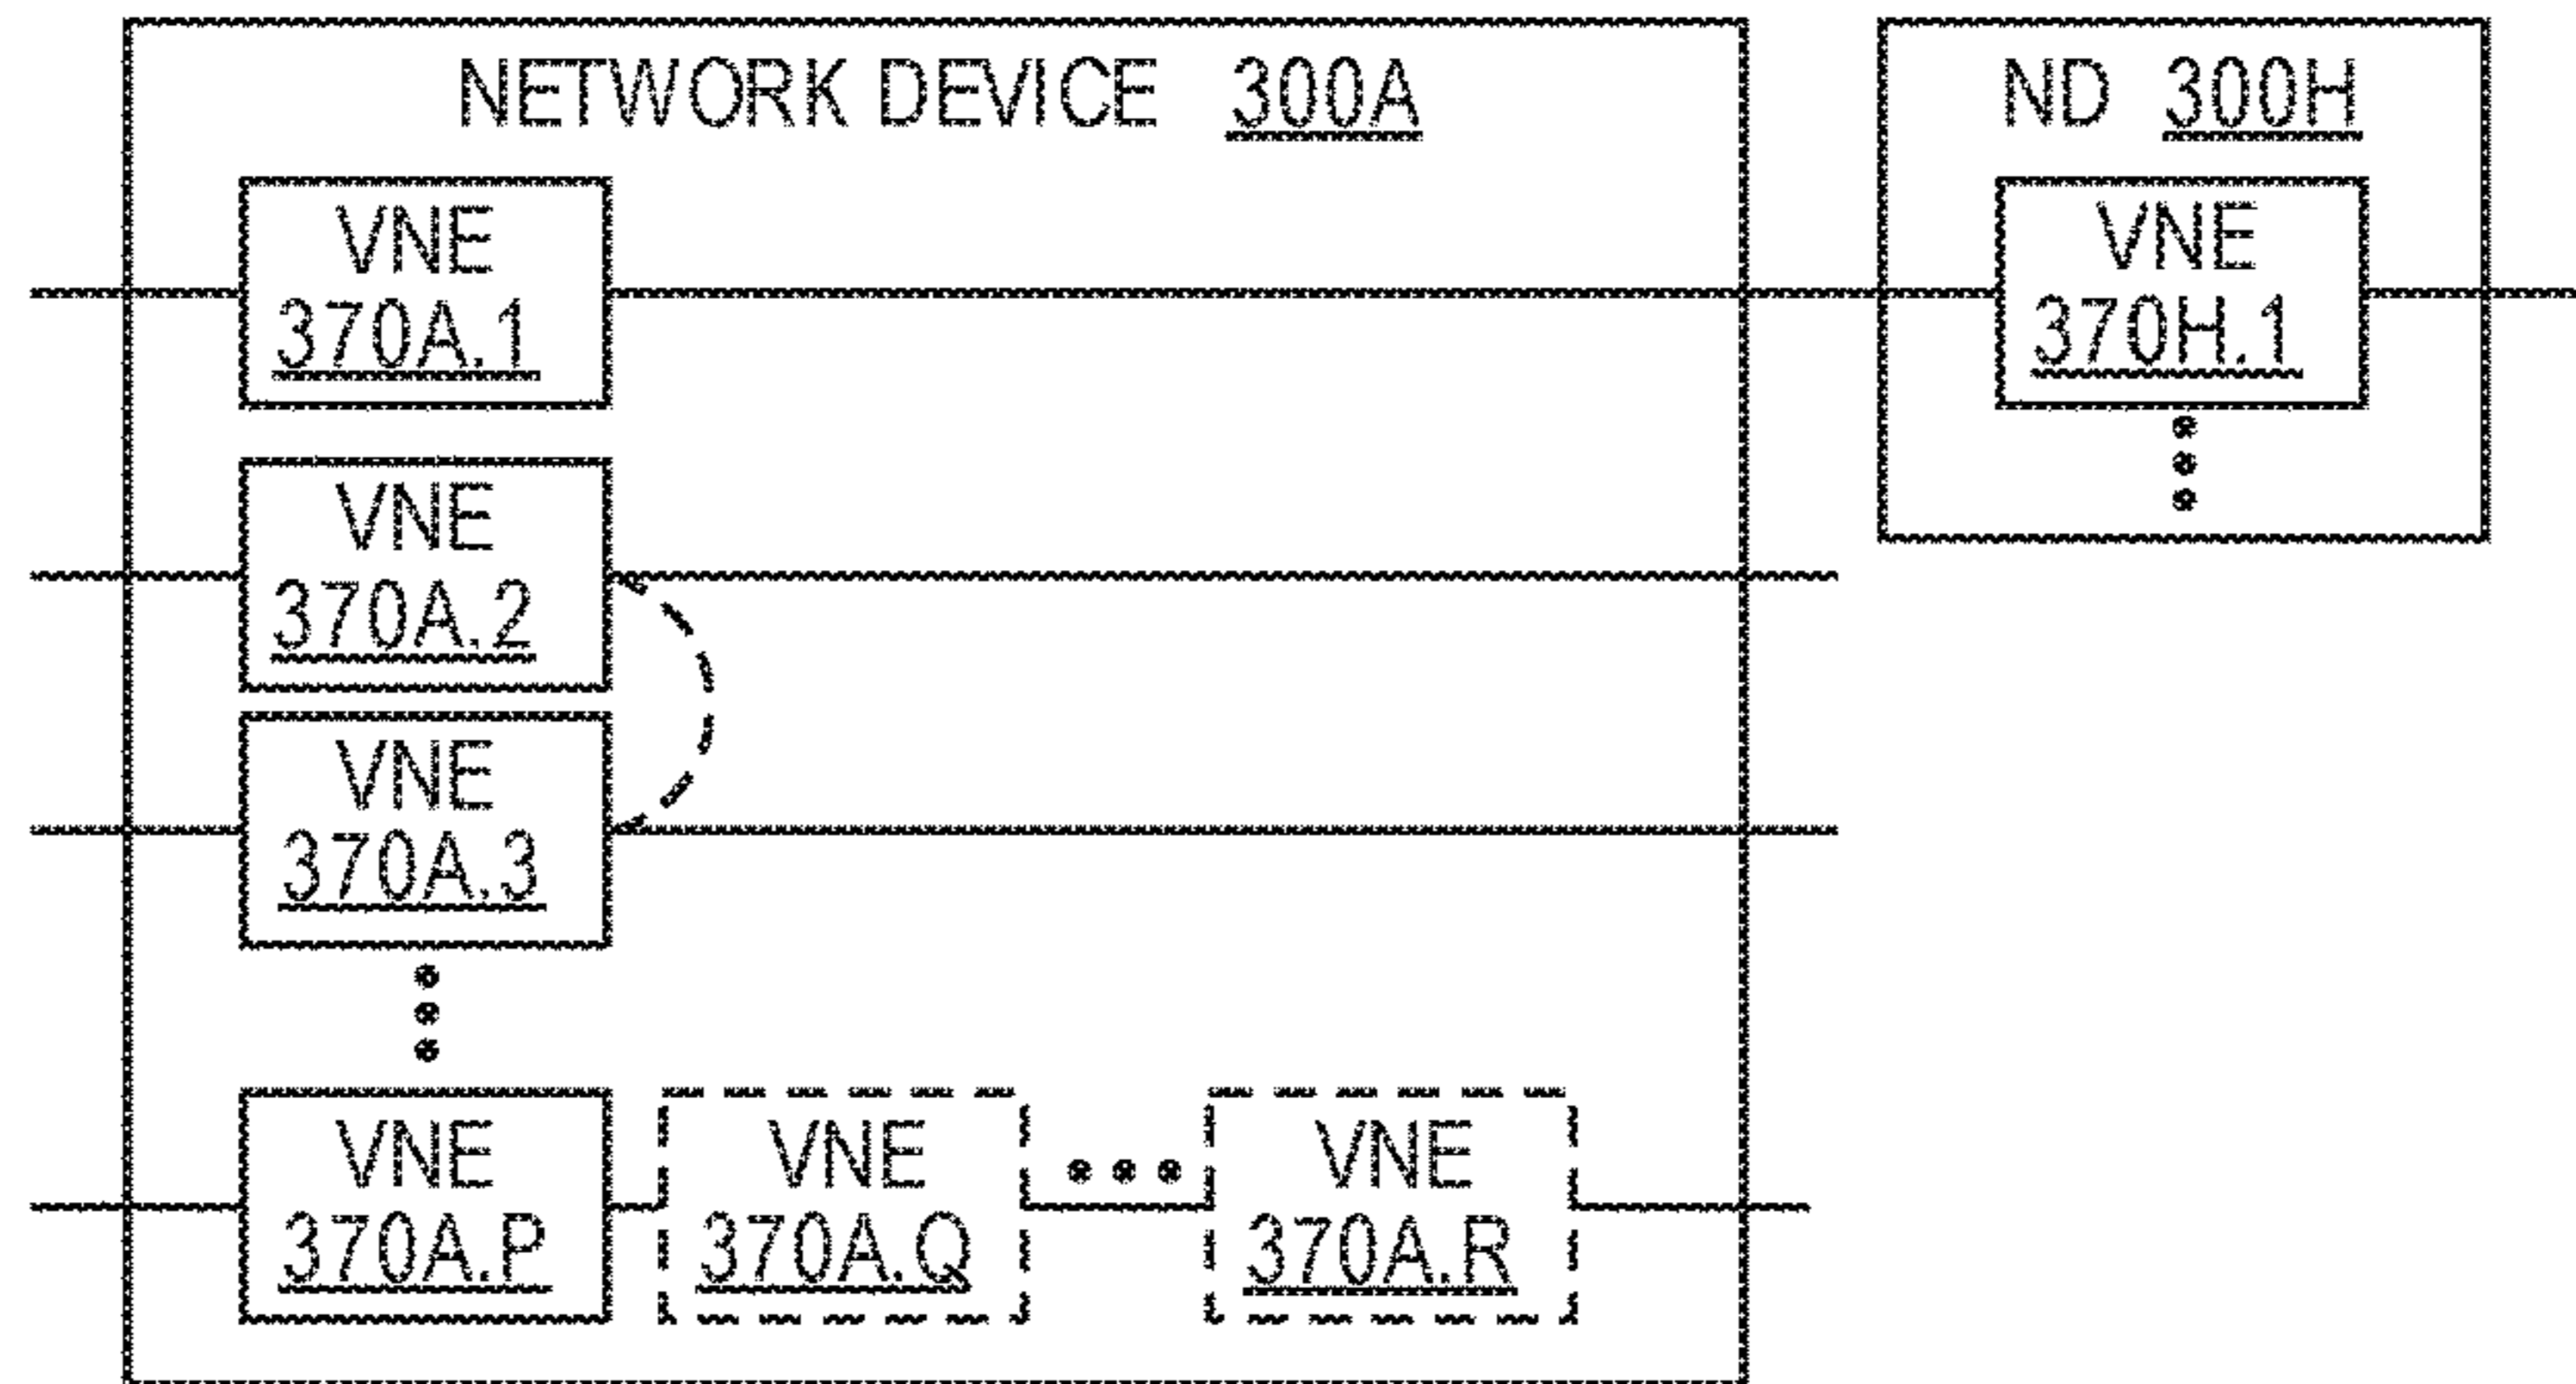 NETWORK DEVICE 300A
ND 300H
VNE
370A.1
VNE
370H.1
VNE
370A.2
VNE
370A.3
VNE
370A.P
VNE
370A.Q
VNE
370A.R